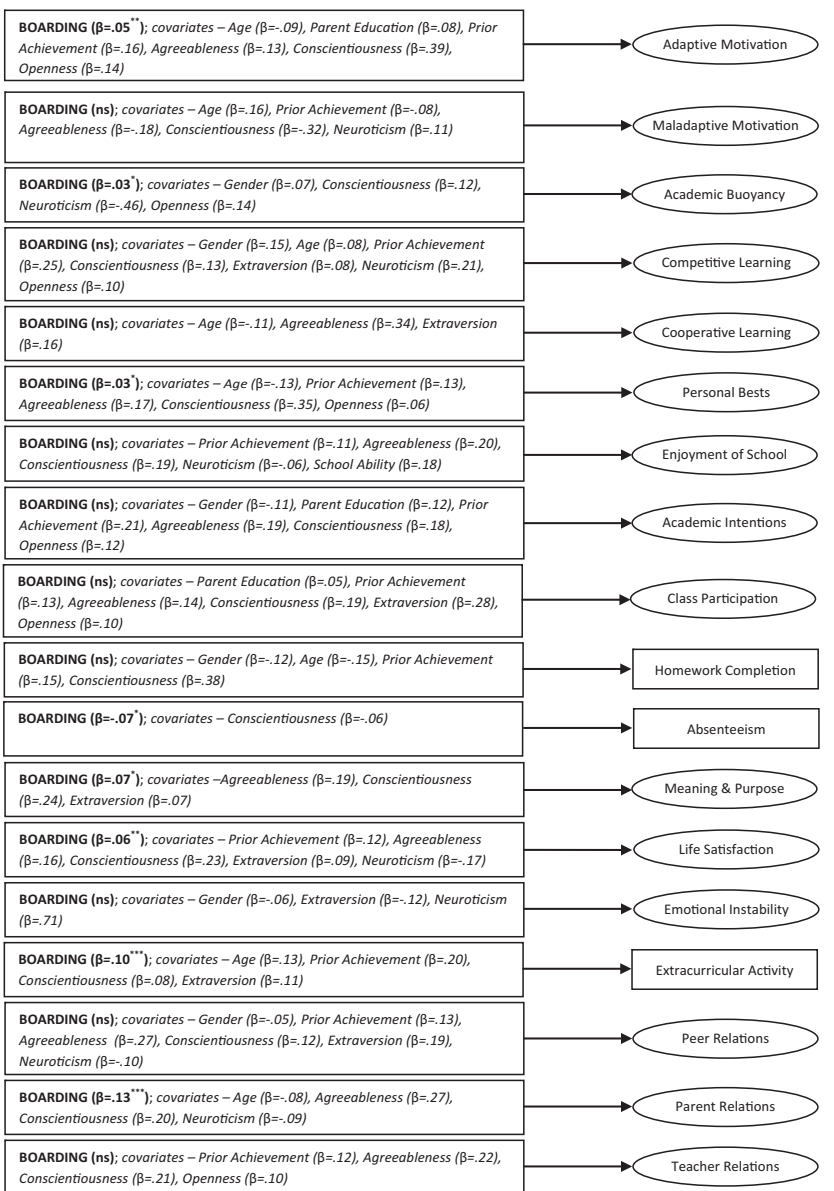 BOARDING (β=.05**); covariates – Age (β=-.09), Parent Education (β=.08), Prior
Achievement (β=.16), Agreeableness (β=.13), Conscientiousness (β=.39),
Openness (β=.14)
Adaptive Motivation
BOARDING (ns); covariates – Age (β=.16), Prior Achievement (β=-.08),
Agreeableness (β=-.18), Conscientiousness (β=-.32), Neuroticism (β=.11)
Maladaptive Motivation
BOARDING (β=.03*); covariates – Gender (β=.07), Conscientiousness (β=.12),
Neuroticism (β=-.46), Openness (β=.14)
Academic Buoyancy
BOARDING (ns); covariates – Gender (β=.15), Age (β=.08), Prior Achievement
(β=.25), Conscientiousness (β=.13), Extraversion (β=.08), Neuroticism (β=.21),
Openness (β=.10)
Competitive Learning
BOARDING (ns); covariates – Age (β=-.11), Agreeableness (β=.34), Extraversion
(β=.16)
Cooperative Learning
BOARDING (β=.03*); covariates – Age (β=-.13), Prior Achievement (β=.13),
Agreeableness (β=.17), Conscientiousness (β=.35), Openness (β=.06)
Personal Bests
BOARDING (ns); covariates – Prior Achievement (β=.11), Agreeableness (β=.20),
Conscientiousness (β=.19), Neuroticism (β=-.06), School Ability (β=.18)
Enjoyment of School
BOARDING (ns); covariates – Gender (β=-.11), Parent Education (β=.12), Prior
Achievement (β=.21), Agreeableness (β=.19), Conscientiousness (β=.18),
Openness (β=.12)
Academic Intentions
BOARDING (ns); covariates – Parent Education (β=.05), Prior Achievement
(β=.13), Agreeableness (β=.14), Conscientiousness (β=.19), Extraversion (β=.28),
Openness (β=.10)
Class Participation
BOARDING (ns); covariates – Gender (β=-.12), Age (β=-.15), Prior Achievement
(β=.15), Conscientiousness (β=.38)
Homework Completion
BOARDING (β=-.07*); covariates – Conscientiousness (β=-.06)
Absenteeism
BOARDING (β=.07*); covariates –Agreeableness (β=.19), Conscientiousness
(β=.24), Extraversion (β=.07)
Meaning & Purpose
BOARDING (β=.06**); covariates – Prior Achievement (β=.12), Agreeableness
(β=.16), Conscientiousness (β=.23), Extraversion (β=.09), Neuroticism (β=-.17)
Life Satisfaction
BOARDING (ns); covariates – Gender (β=-.06), Extraversion (β=-.12), Neuroticism
(β=.71)
Emotional Instability
BOARDING (β=.10***); covariates – Age (β=.13), Prior Achievement (β=.20),
Conscientiousness (β=.08), Extraversion (β=.11)
Extracurricular Activity
BOARDING (ns); covariates – Gender (β=-.05), Prior Achievement (β=.13),
Agreeableness (β=.27), Conscientiousness (β=.12), Extraversion (β=.19),
Neuroticism (β=-.10)
Peer Relations
BOARDING (β=.13***); covariates – Age (β=-.08), Agreeableness (β=.27),
Conscientiousness (β=.20), Neuroticism (β=-.09)
Parent Relations
BOARDING (ns); covariates – Prior Achievement (β=.12), Agreeableness (β=.22),
Conscientiousness (β=.21), Openness (β=.10)
Teacher Relations